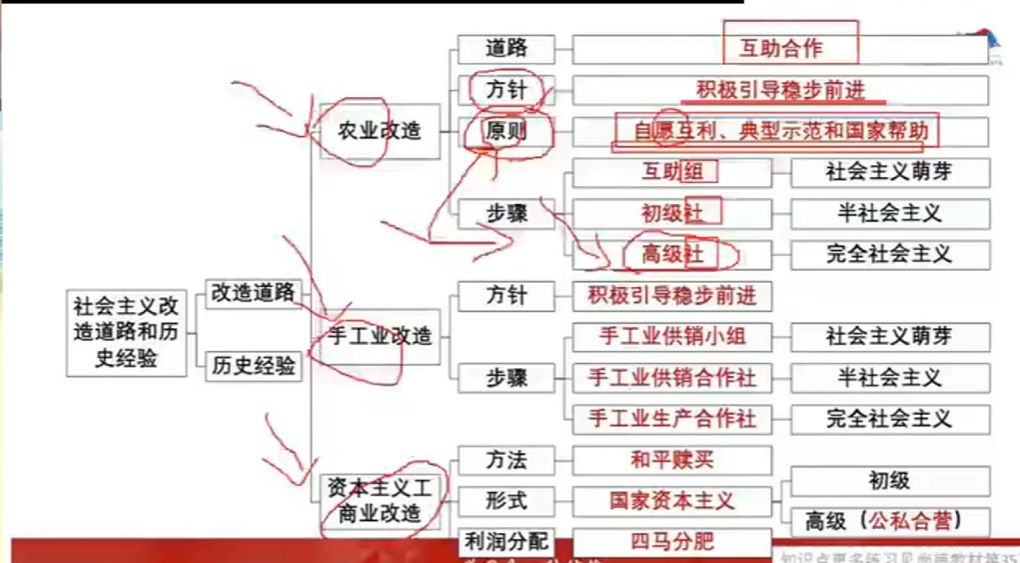 道路
互助合作
方针
积极引导稳步前进
农业改造
原则
自愿互利、典型示范和国家帮助
步骤
互助组
社会主义萌芽
初级社
半社会主义
高级社
完全社会主义
社会主义改
造道路和历
史经验
改造道路
历史经验
手工业改造
方针
积极引导稳步前进
步骤
手工业供销小组
社会主义萌芽
手工业供销合作社
半社会主义
手工业生产合作社
完全社会主义
资本主义工
商业改造
方法
和平赎买
形式
国家资本主义
初级
高级（公私合营）
利润分配
四马分肥
知识点更多练习见尚德教材第35